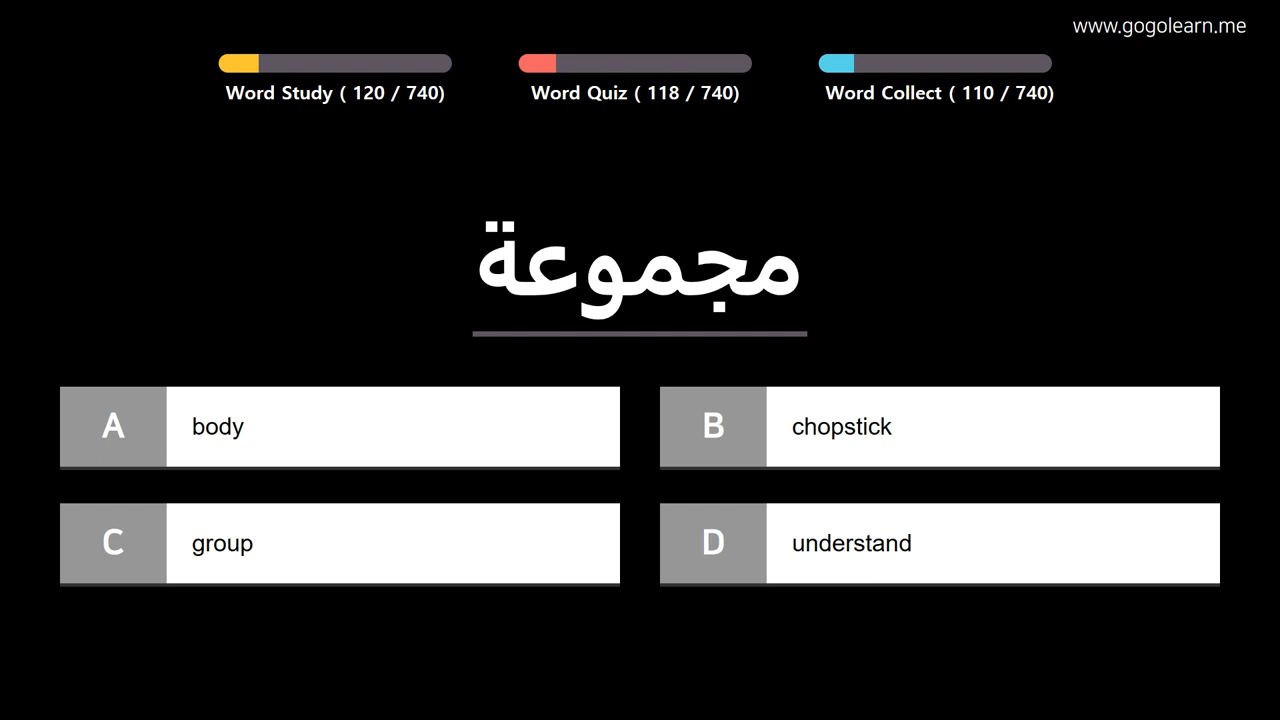 www.gogolearn.me
Word Study ( 120 / 740)
Word Quiz ( 118 / 740)
Word Collect ( 110 / 740)
مجموعة
A body
B chopstick
C group
D understand